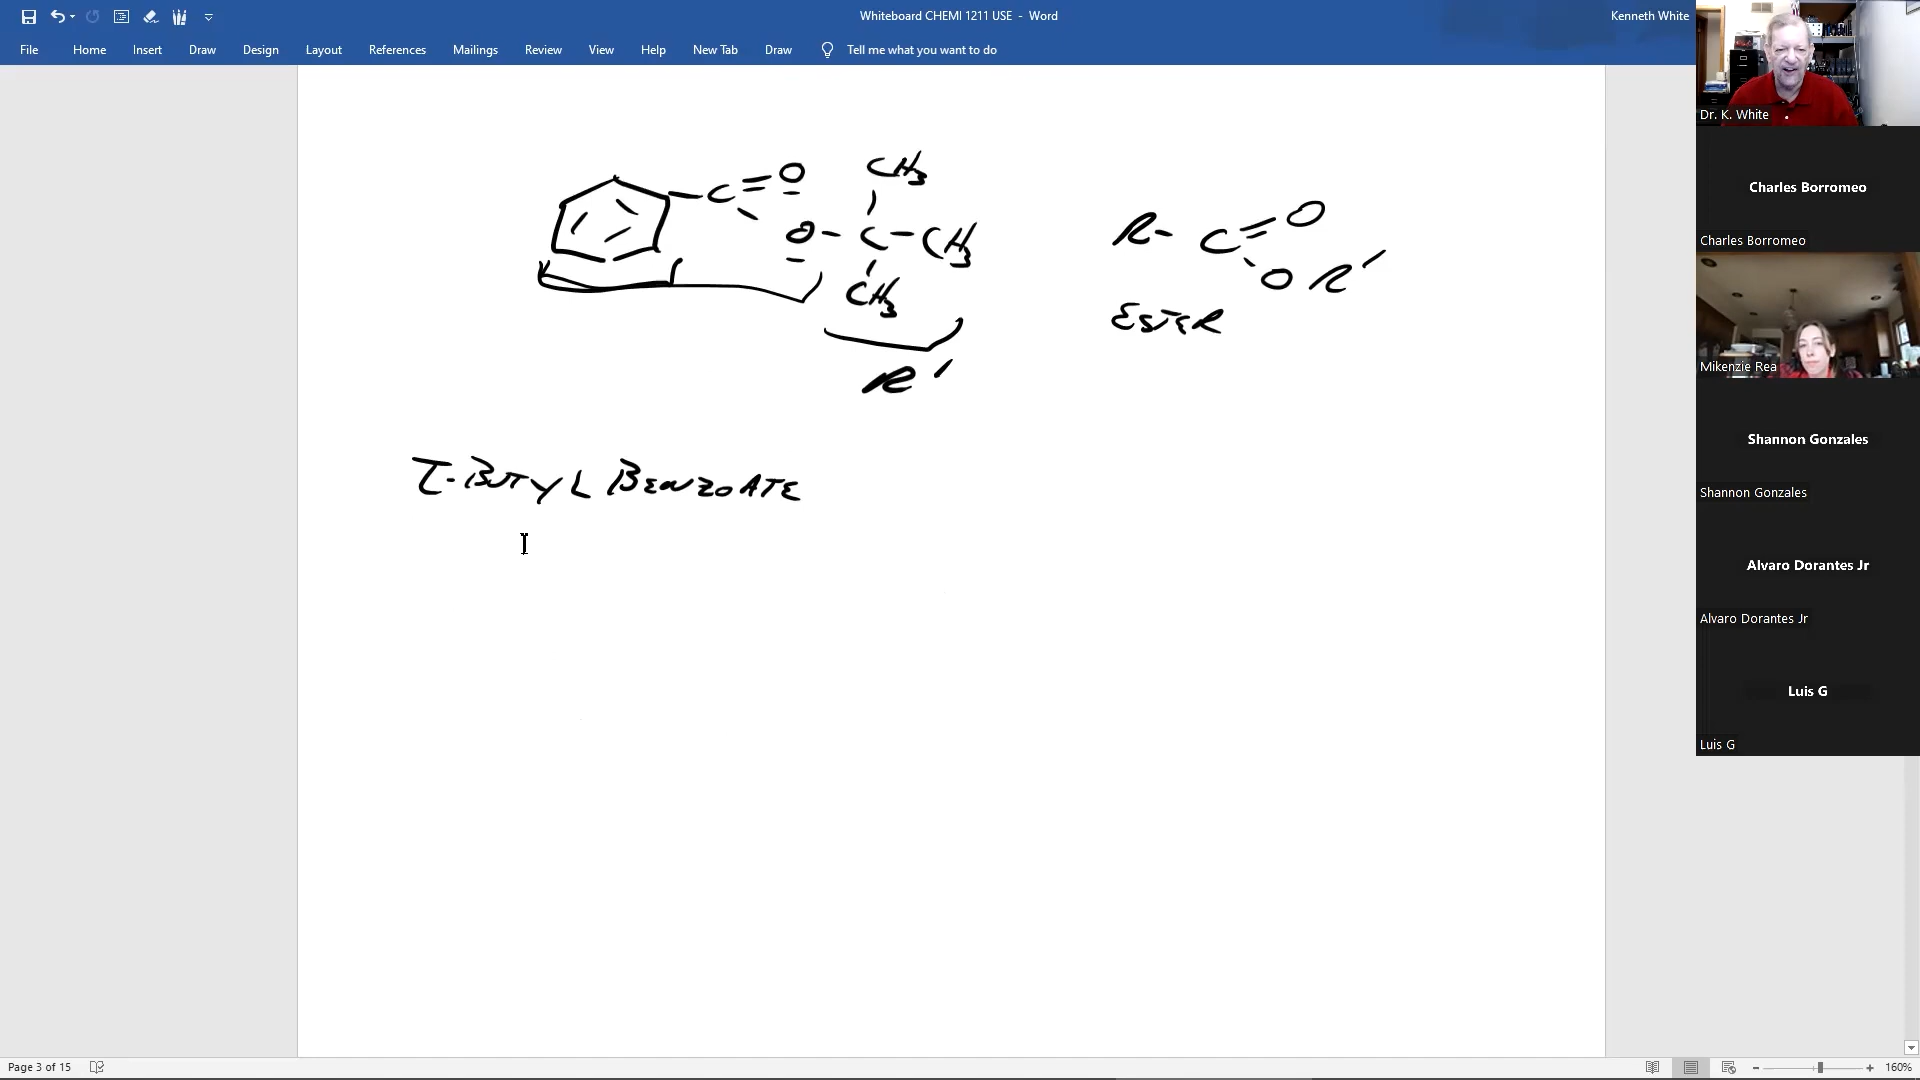 Whiteboard CHEMI 1211 USE - Word
Kenneth White
File Home Insert Draw Design Layout References Mailings Review View Help New Tab Draw Tell me what you want to do
Dr. K. White
Charles Borromeo
Charles Borromeo
Mikenzie Rea
Shannon Gonzales
Shannon Gonzales
Alvaro Dorantes Jr
Alvaro Dorantes Jr
Luis G
Luis G
CH3
C=O
O-C-CH3
CH3
R'
R-C=O
OR'
ESTER
T-BUTYL BENZOATE
Page 3 of 15
160%